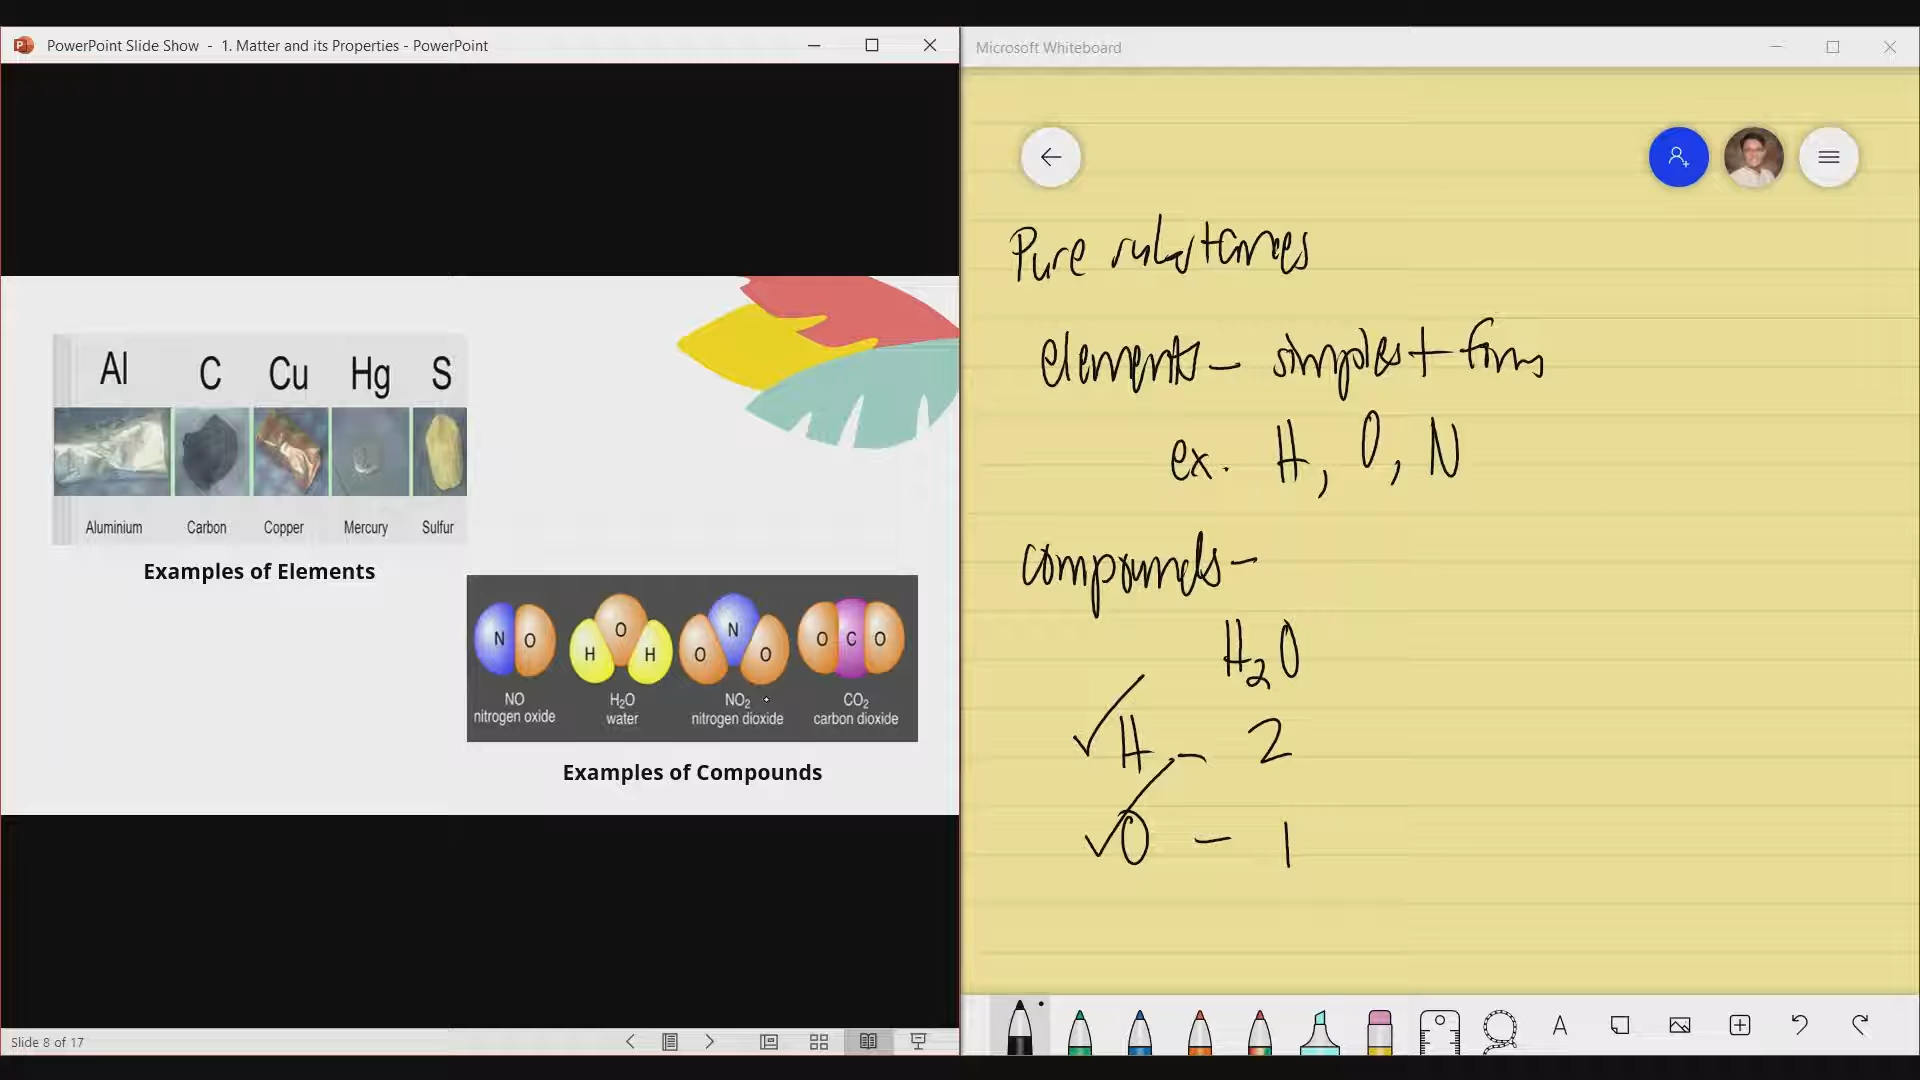 PowerPoint Slide Show - 1. Matter and its Properties - PowerPoint
Al C Cu Hg S
Aluminium Carbon Copper Mercury Sulfur
Examples of Elements
N O O H H N O O O C O
NO H₂O NO₂ CO₂
nitrogen oxide water nitrogen dioxide carbon dioxide
Examples of Compounds
Slide 8 of 17
Microsoft Whiteboard
Pure substances
elements - simplest form
ex. H, O, N
compounds -
H₂O
✓H - 2
✓O - 1
A